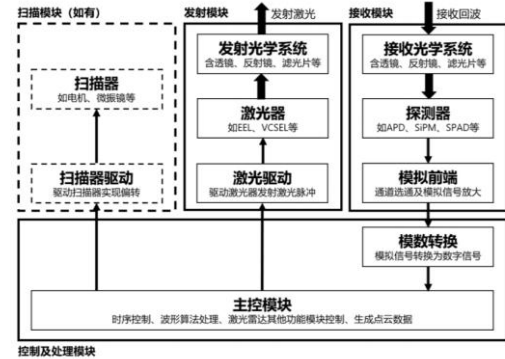 扫描模块（如有）
扫描器
如电机、微振镜等
扫描器驱动
驱动扫描器实现偏转
发射模块
发射激光
发射光学系统
含透镜、反射镜、滤光片等
激光器
如EEL、VCSEL等
激光驱动
驱动激光器发射激光脉冲
接收模块
接收回波
接收光学系统
含透镜、反射镜、滤光片等
探测器
如APD、SiPM、SPAD等
模拟前端
通道选通及模拟信号放大
模数转换
模拟信号转换为数字信号
主控模块
时序控制、波形算法处理、激光雷达其他功能模块控制、生成点云数据
控制及处理模块